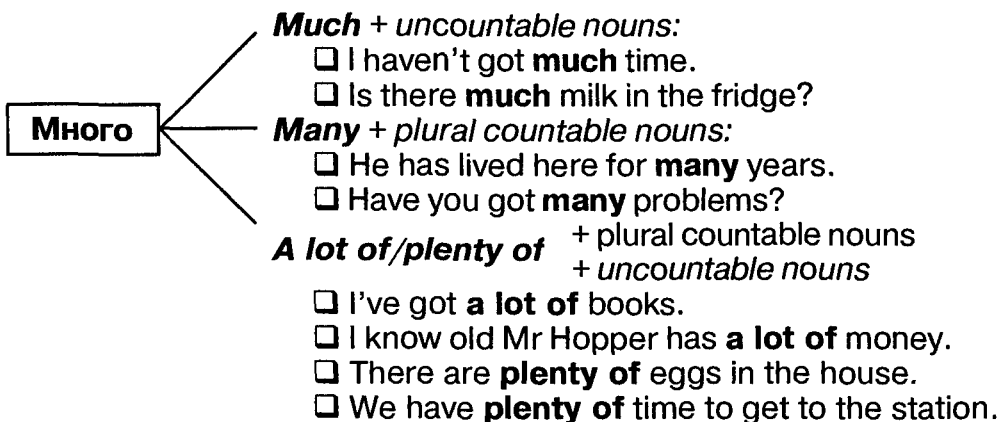 Много
Much + uncountable nouns:
❑ I haven't got much time.
❑ Is there much milk in the fridge?
Many + plural countable nouns:
❑ He has lived here for many years.
❑ Have you got many problems?
A lot of/plenty of + plural countable nouns
+ uncountable nouns
❑ I've got a lot of books.
❑ I know old Mr Hopper has a lot of money.
❑ There are plenty of eggs in the house.
❑ We have plenty of time to get to the station.